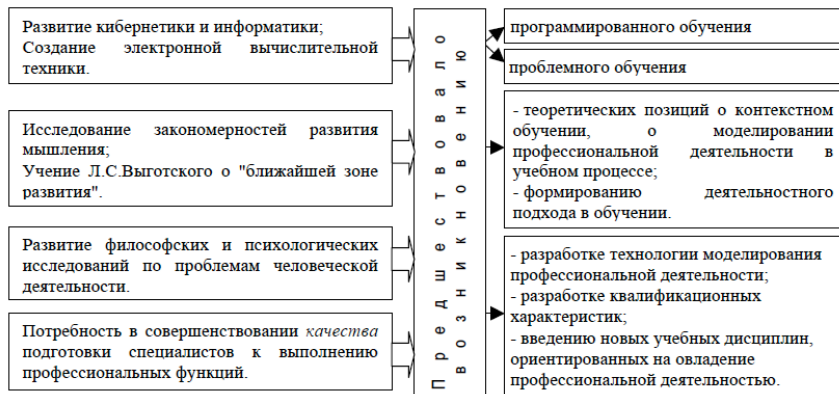 Развитие кибернетики и информатики;
Создание электронной вычислительной
техники.
Исследование закономерностей развития
мышления;
Учение Л.С.Выготского о "ближайшей зоне
развития".
Развитие философских и психологических
исследований по проблемам человеческой
деятельности.
Потребность в совершенствовании качества
подготовки специалистов к выполнению
профессиональных функций.
Предшествовало
возникновению
программированного обучения
проблемного обучения
- теоретических позиций о контекстном
обучении, о моделировании
профессиональной деятельности в
учебном процессе;
- формированию деятельностного
подхода в обучении.
- разработке технологии моделирования
профессиональной деятельности;
- разработке квалификационных
характеристик;
- введению новых учебных дисциплин,
ориентированных на овладение
профессиональной деятельностью.